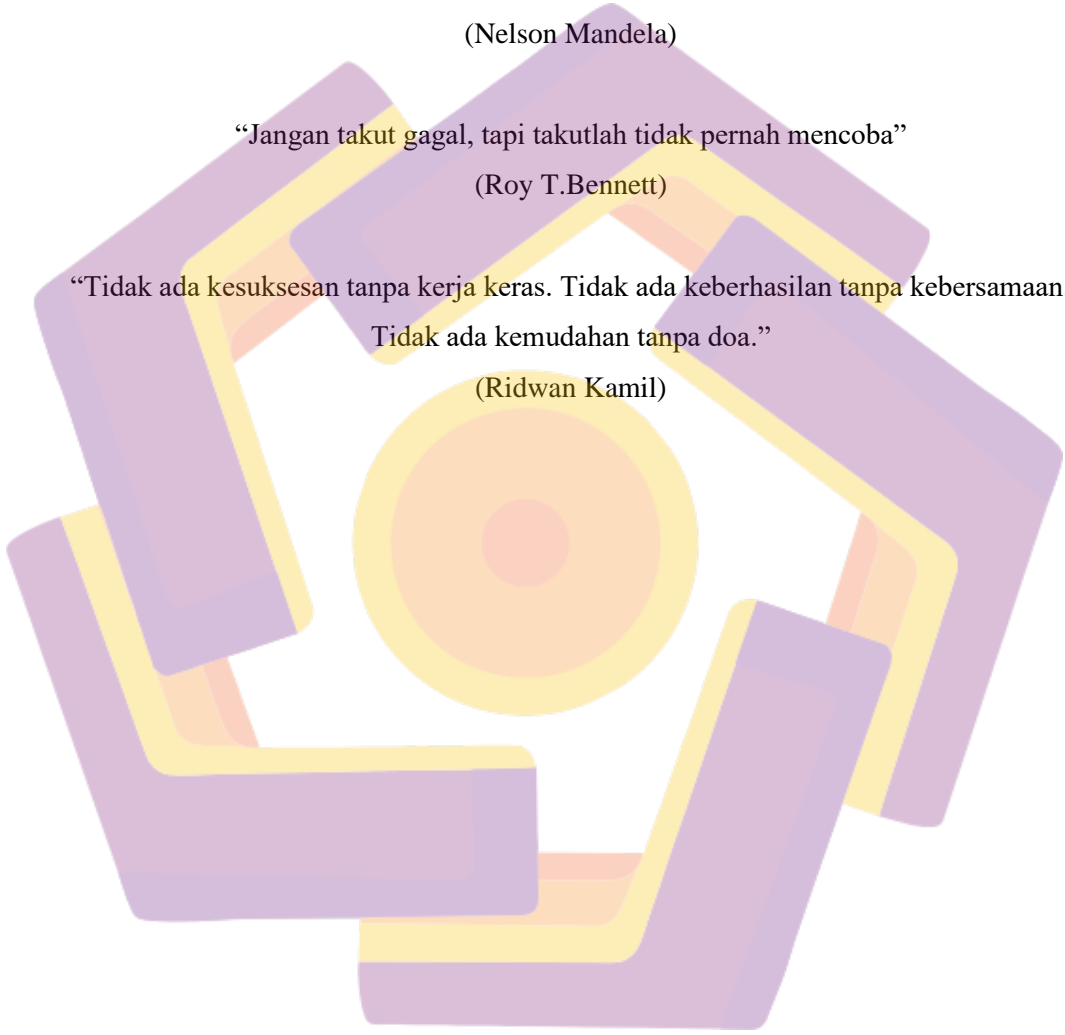 (Nelson Mandela)
“Jangan takut gagal, tapi takutlah tidak pernah mencoba”
(Roy T.Bennett)
“Tidak ada kesuksesan tanpa kerja keras. Tidak ada keberhasilan tanpa kebersamaan
Tidak ada kemudahan tanpa doa.”
(Ridwan Kamil)